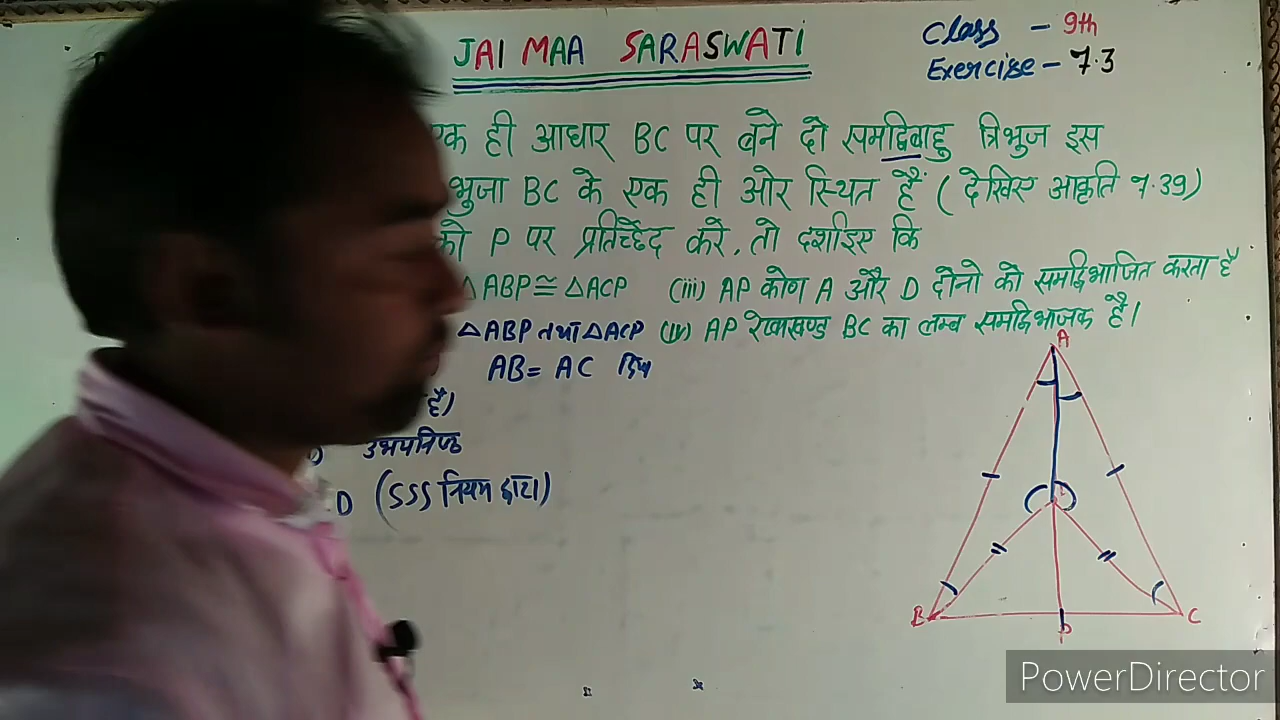 JAI MAA SARASWATI
Class - 9th
Exercise - 7.3
एक ही आधार BC पर बने दो समद्विबाहु त्रिभुज इस
भुजा BC के एक ही ओर स्थित हैं ( देखिए आकृति 7.39)
को P पर प्रतिच्छेद करे, तो दर्शाइए कि
△ABP ≅ △ACP (iii) AP कोण A और D दोनो को समद्विभाजित करता है
△ABP तथा △ACP (iv) AP रेखाखण्ड BC का लम्ब समद्विभाजक है।
AB = AC दिया
है)
उभयनिष्ठ
D (SSS नियम द्वारा)
A
B
P
C
PowerDirector